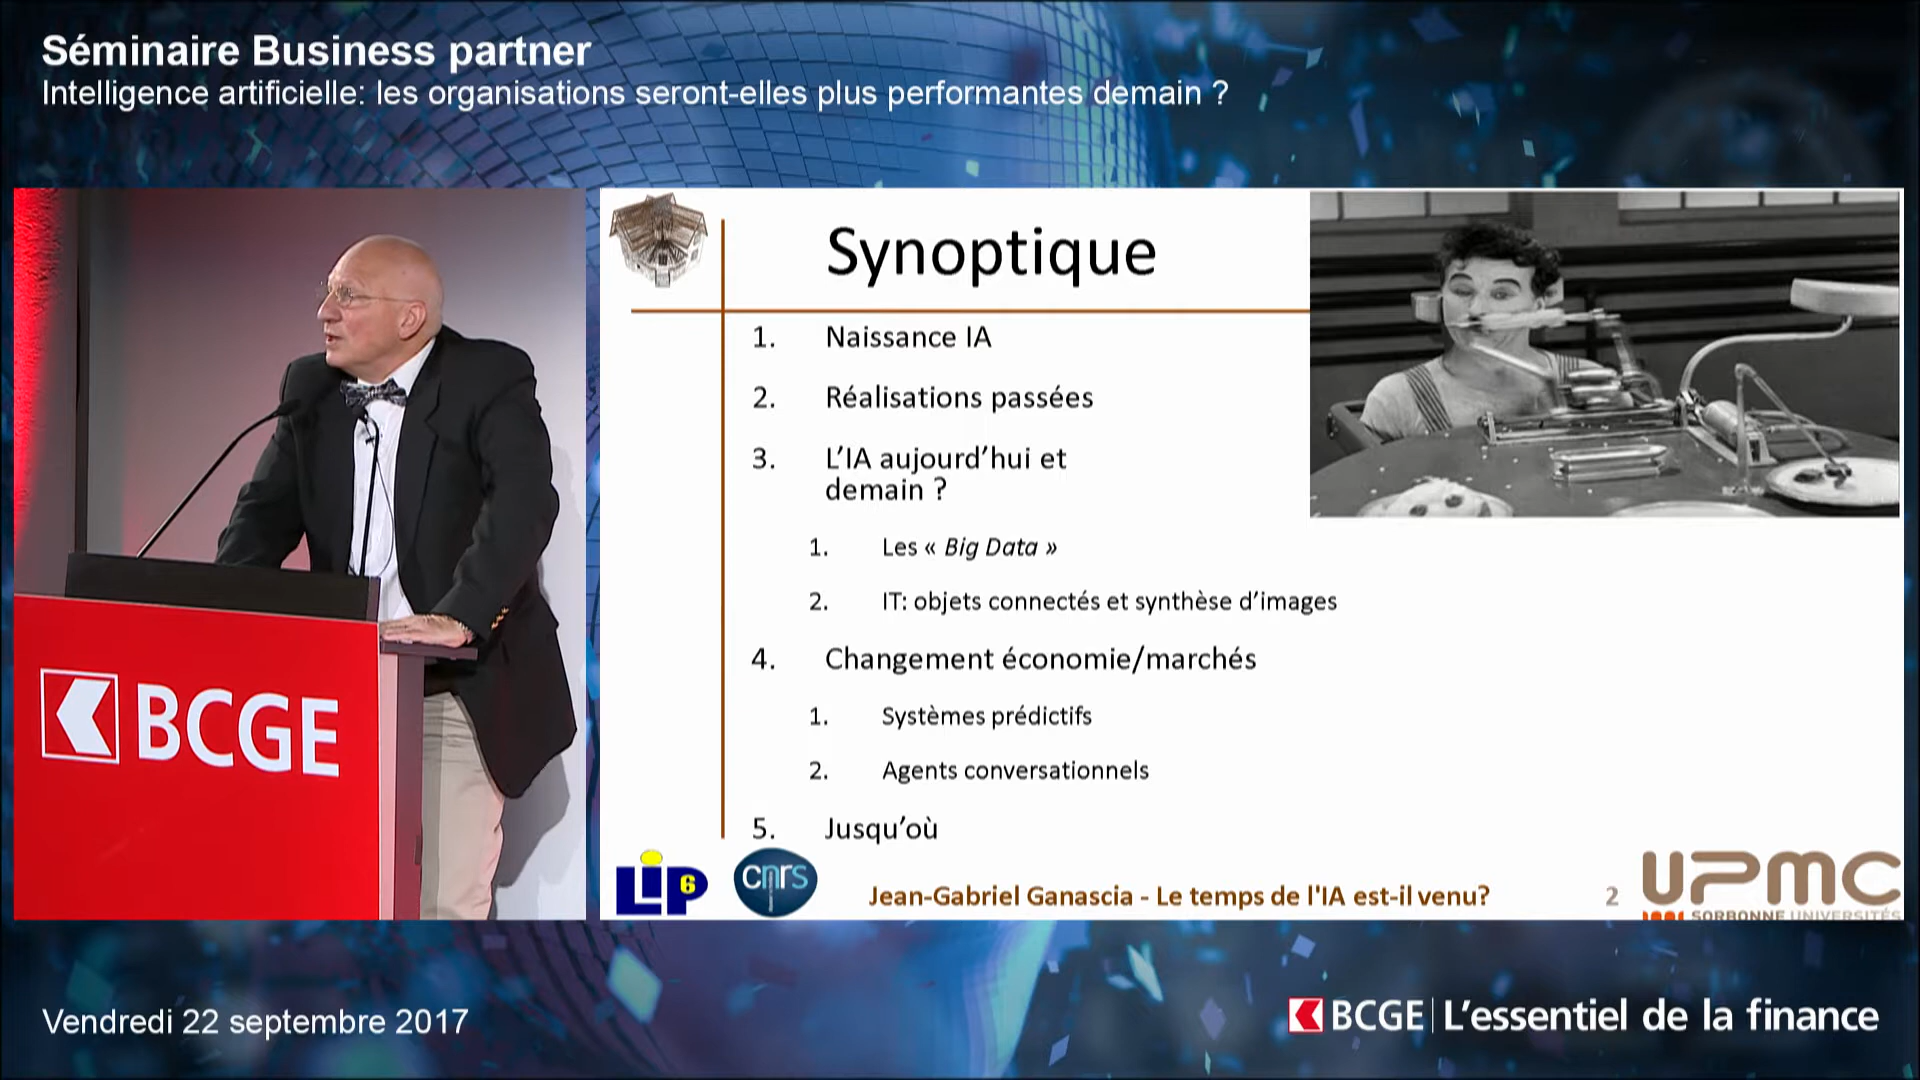 Séminaire Business partner
Intelligence artificielle: les organisations seront-elles plus performantes demain ?
Synoptique
1. Naissance IA
2. Réalisations passées
3. L’IA aujourd’hui et
demain ?
1. Les « Big Data »
2. IT: objets connectés et synthèse d’images
4. Changement économie/marchés
1. Systèmes prédictifs
2. Agents conversationnels
5. Jusqu’où
BCGE
LIP6
cnrs
Jean-Gabriel Ganascia - Le temps de l'IA est-il venu?
2
UPMC
SORBONNE UNIVERSITÉS
Vendredi 22 septembre 2017
BCGE | L’essentiel de la finance